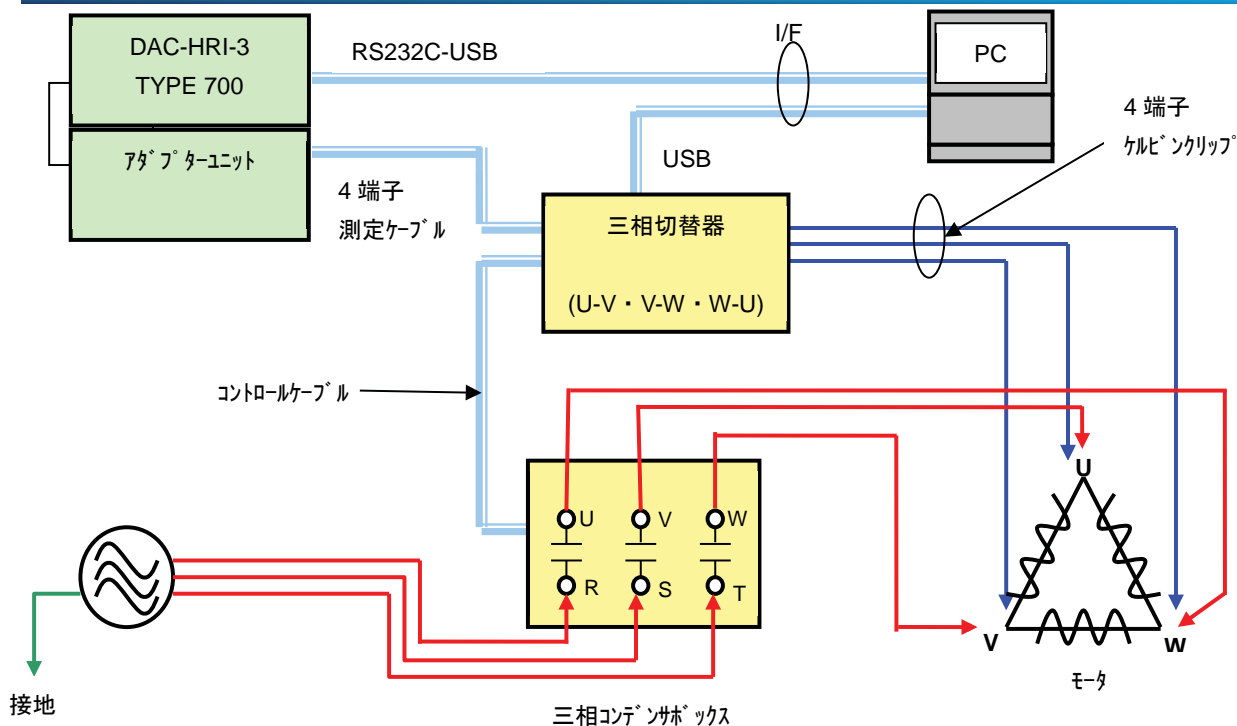 DAC-HRI-3
TYPE 700
RS232C-USB
I/F
PC
アダプターユニット
4 端子
測定ケーブル
USB
4 端子
ケルビンクリップ
三相切替器
(U-V・V-W・W-U)
コントロールケーブル
U
V
W
R
S
T
U
V
W
モータ
接地
三相コンデンサボックス